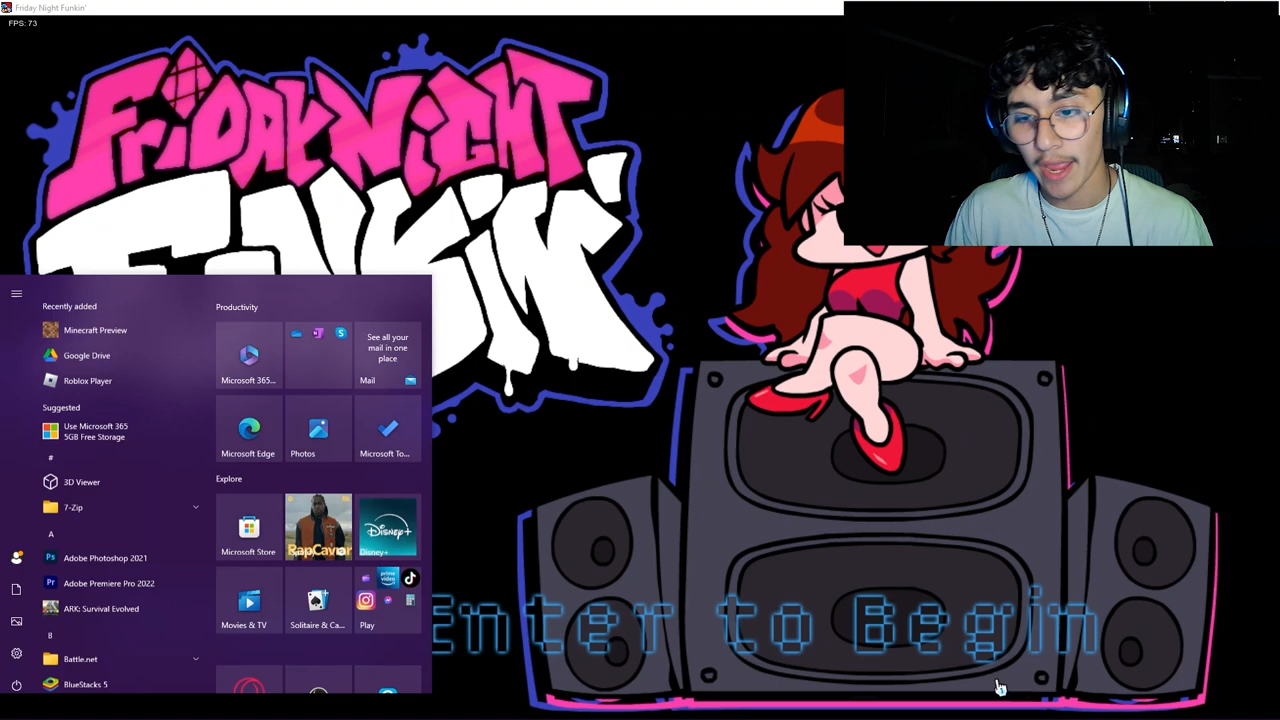 Friday Night Funkin'
FPS: 73
FRiDAY NiGHT
FUNKiN'
Recently added
Minecraft Preview
Google Drive
Roblox Player
Suggested
Use Microsoft 365
5GB Free Storage
#
3D Viewer
7-Zip
A
Adobe Photoshop 2021
Adobe Premiere Pro 2022
ARK: Survival Evolved
B
Battle.net
BlueStacks 5
Productivity
Microsoft 365...
See all your
mail in one
place
Mail
Microsoft Edge
Photos
Microsoft To...
Explore
Microsoft Store
RapCaviar
Disney+
Disney+
Movies & TV
Solitaire & Ca...
prime video
Play
Enter to Begin